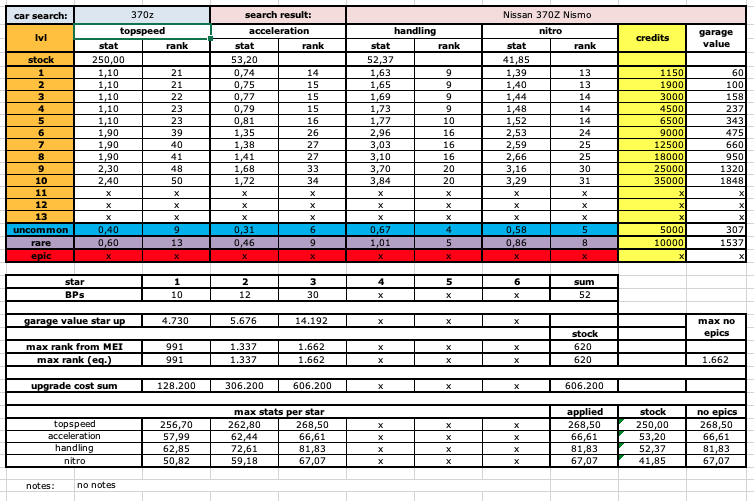 car search: 370z search result: Nissan 370Z Nismo
lvl topspeed acceleration handling nitro credits garage value
stat rank stat rank stat rank stat rank
stock 250,00 53,20 52,37 41,85
1 1,10 21 0,74 14 1,63 9 1,39 13 1150 60
2 1,10 21 0,75 15 1,65 9 1,40 13 1900 100
3 1,10 22 0,77 15 1,69 9 1,44 14 3000 158
4 1,10 23 0,79 15 1,73 9 1,48 14 4500 237
5 1,10 23 0,81 16 1,77 10 1,52 14 6500 343
6 1,90 39 1,35 26 2,96 16 2,53 24 9000 475
7 1,90 40 1,38 27 3,03 16 2,59 25 12500 660
8 1,90 41 1,41 27 3,10 16 2,66 25 18000 950
9 2,30 48 1,68 33 3,70 20 3,16 30 25000 1320
10 2,40 50 1,72 34 3,84 20 3,29 31 35000 1848
11 x x x x x x x x x x
12 x x x x x x x x x x
13 x x x x x x x x x x
uncommon 0,40 9 0,31 6 0,67 4 0,58 5 5000 307
rare 0,60 13 0,46 9 1,01 5 0,86 8 10000 1537
epic x x x x x x x x x x
star 1 2 3 4 5 6 sum
BPs 10 12 30 x x x 52
garage value star up 4.730 5.676 14.192 x x x max no epics
stock
max rank from MEI 991 1.337 1.662 x x x 620
max rank (eq.) 991 1.337 1.662 x x x 620 1.662
upgrade cost sum 128.200 306.200 606.200 x x x 606.200
max stats per star applied stock no epics
topspeed 256,70 262,80 268,50 x x x 268,50 250,00 268,50
acceleration 57,99 62,44 66,61 x x x 66,61 53,20 66,61
handling 62,85 72,61 81,83 x x x 81,83 52,37 81,83
nitro 50,82 59,18 67,07 x x x 67,07 41,85 67,07
notes: no notes